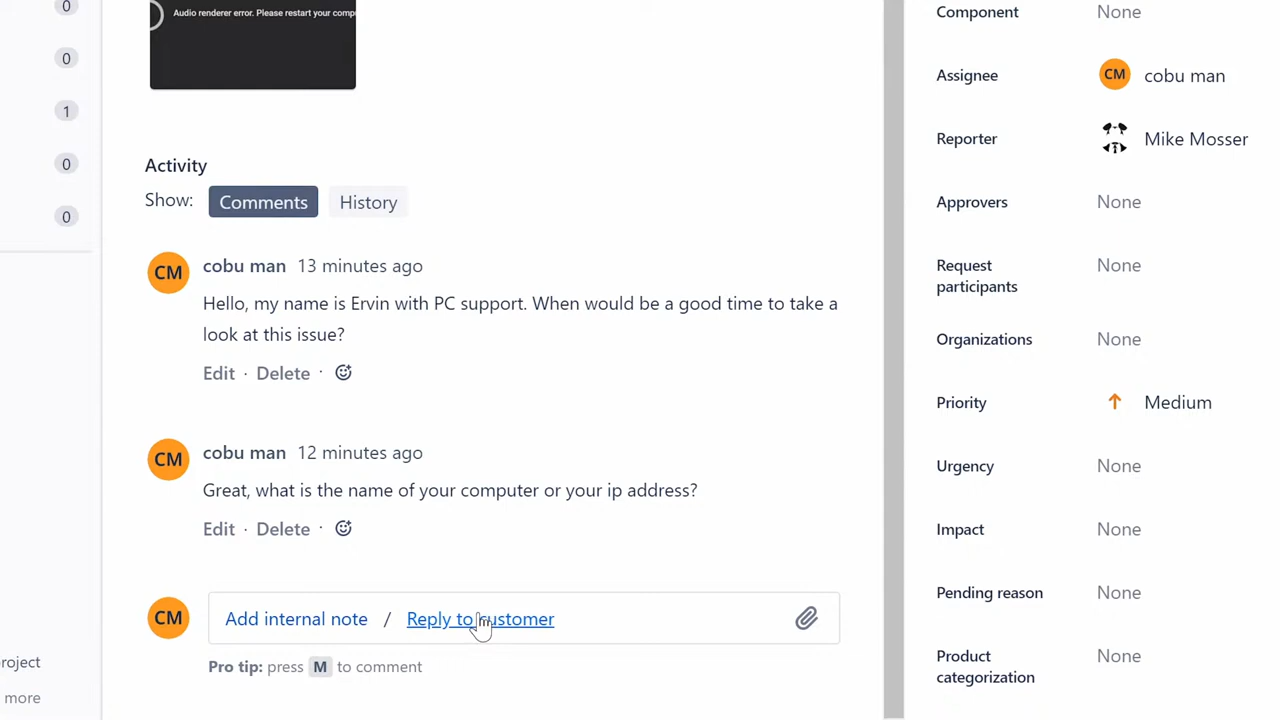 0
0
1
0
0
roject
more
Audio renderer error. Please restart your comp
Activity
Show: Comments History
CM cobu man 13 minutes ago
Hello, my name is Ervin with PC support. When would be a good time to take a
look at this issue?
Edit · Delete ·
CM cobu man 12 minutes ago
Great, what is the name of your computer or your ip address?
Edit · Delete ·
CM Add internal note / Reply to customer
Pro tip: press M to comment
Component None
Assignee CM cobu man
Reporter Mike Mosser
Approvers None
Request
participants None
Organizations None
Priority Medium
Urgency None
Impact None
Pending reason None
Product
categorization None